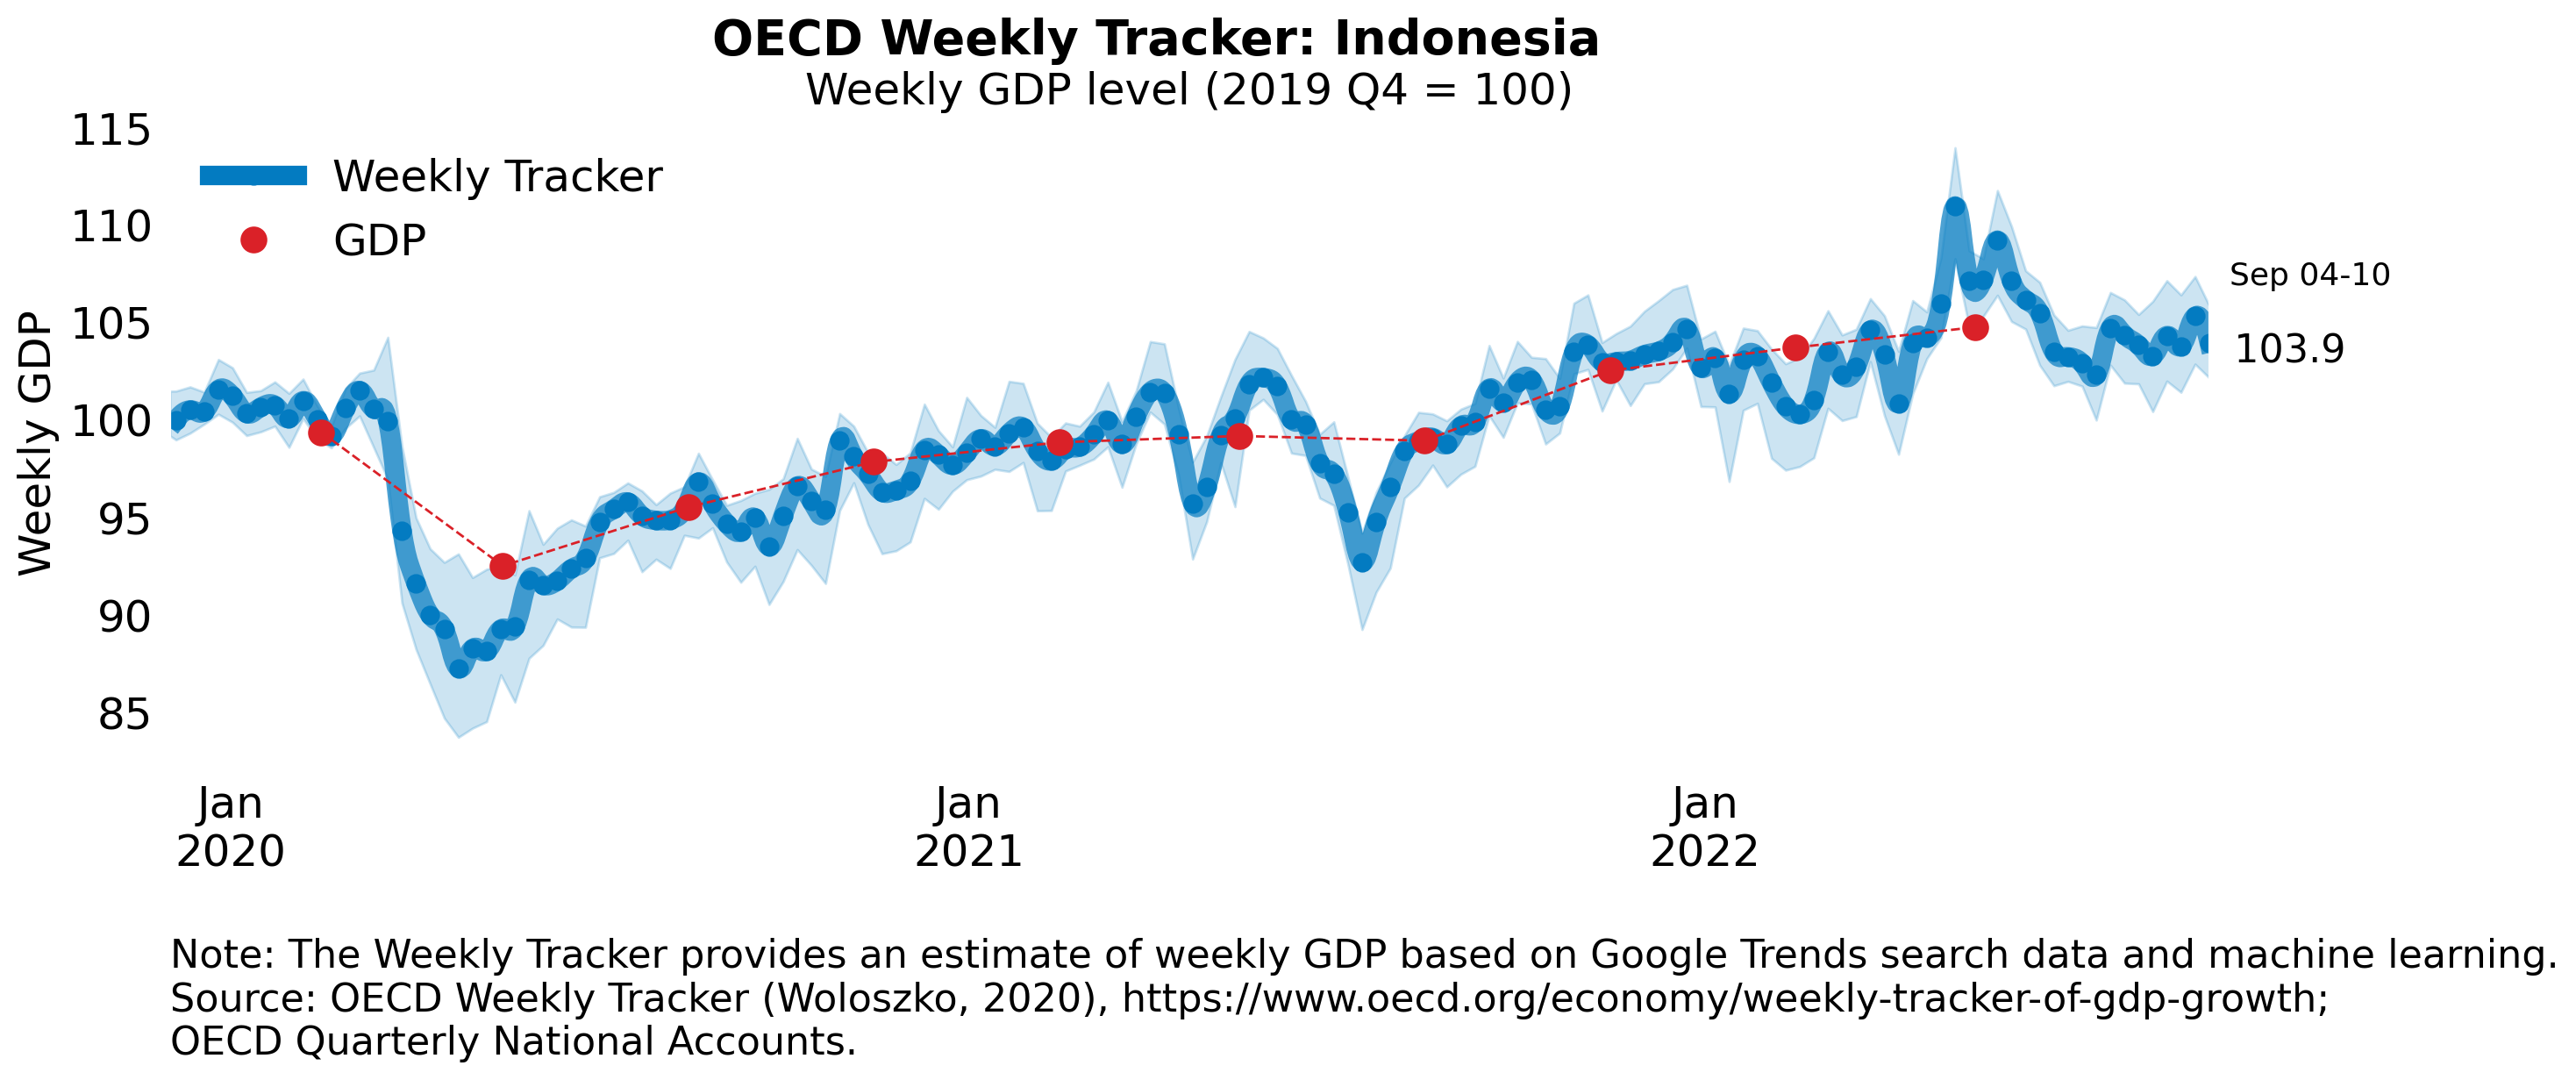 OECD Weekly Tracker: Indonesia
Weekly GDP level (2019 Q4 = 100)
115
110
105
100
95
90
85
Weekly GDP
Weekly Tracker
GDP
Sep 04-10
103.9
Jan
2020
Jan
2021
Jan
2022
Note: The Weekly Tracker provides an estimate of weekly GDP based on Google Trends search data and machine learning.
Source: OECD Weekly Tracker (Woloszko, 2020), https://www.oecd.org/economy/weekly-tracker-of-gdp-growth;
OECD Quarterly National Accounts.